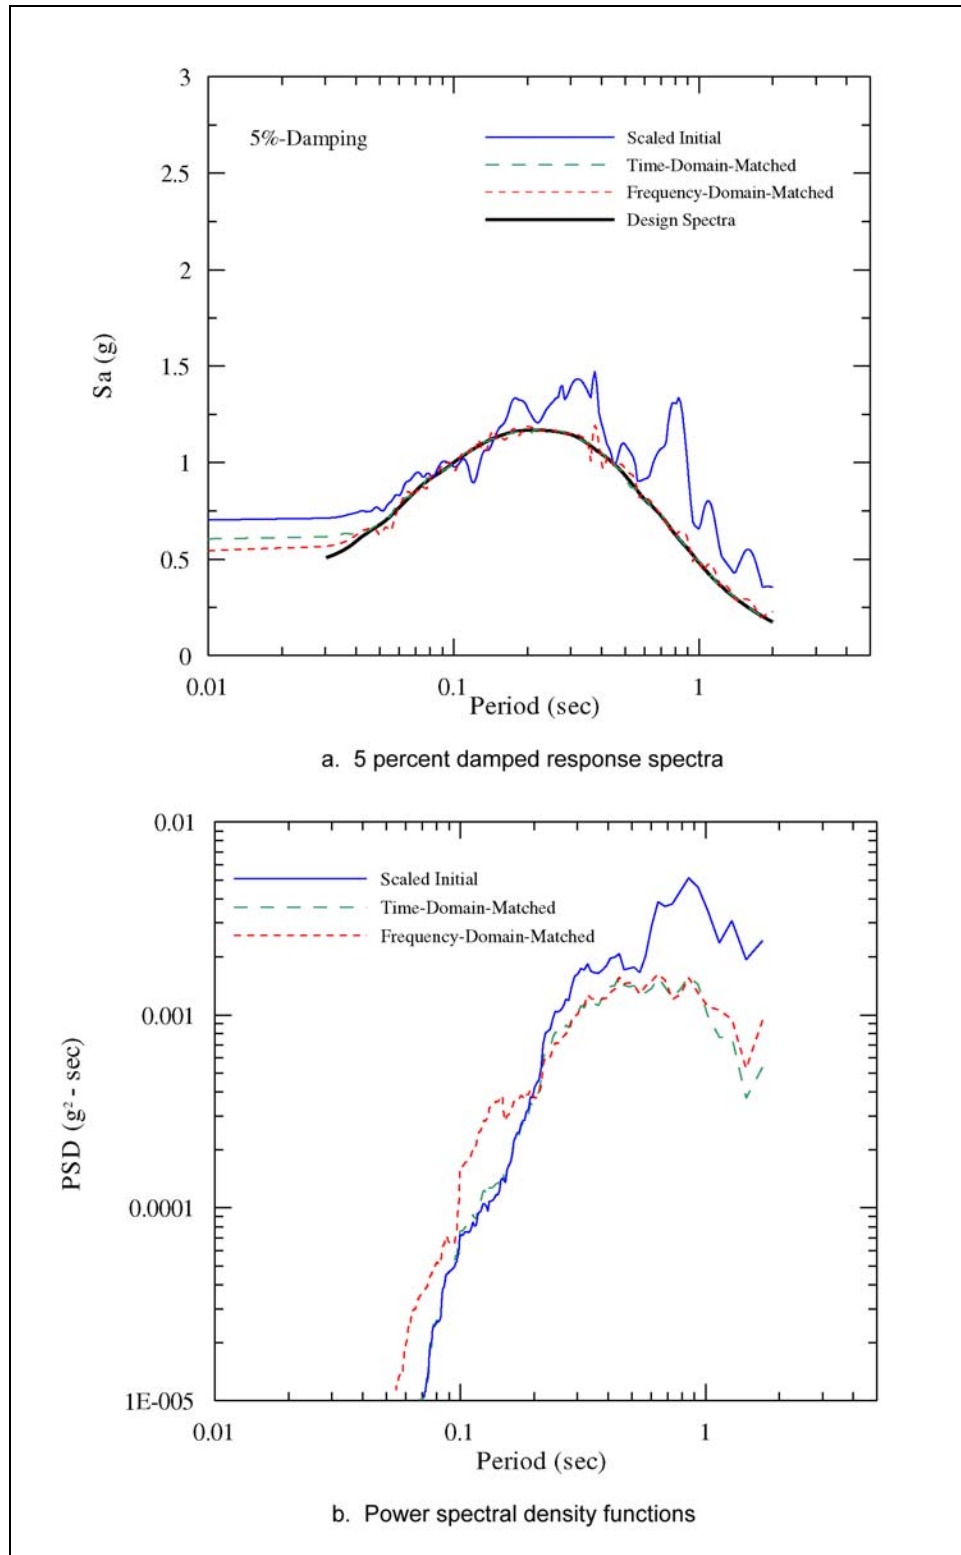 3
5%-Damping
Scaled Initial
Time-Domain-Matched
2.5
Frequency-Domain-Matched
Design Spectra
2
Sa (g)
1.5
1
0.5
0
0.01
0.1
1
Period (sec)
a. 5 percent damped response spectra
0.01
Scaled Initial
Time-Domain-Matched
Frequency-Domain-Matched
0.001
PSD (g² - sec)
0.0001
1E-005
0.01
0.1
1
Period (sec)
b. Power spectral density functions